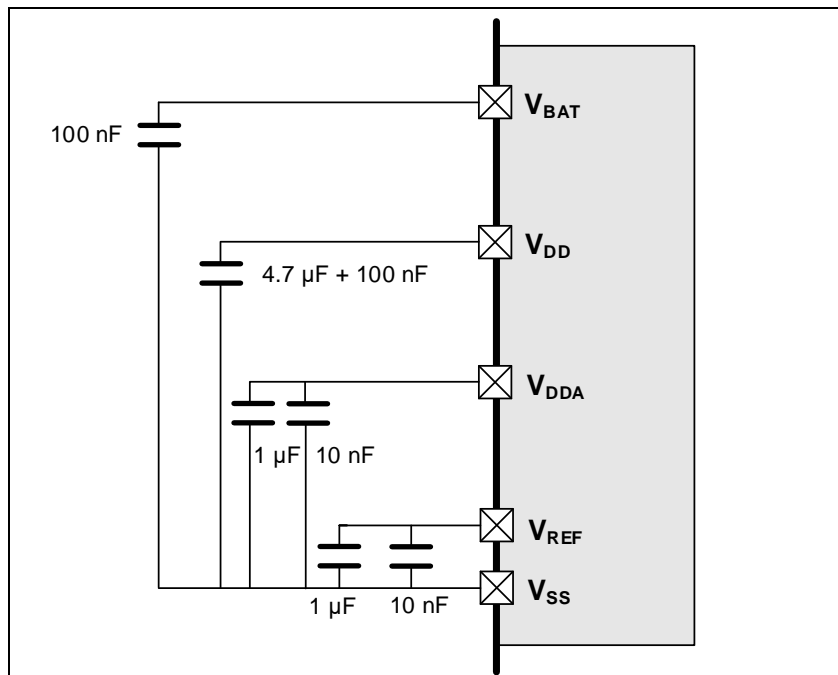 V_BAT
100 nF
V_DD
4.7 µF + 100 nF
V_DDA
1 µF 10 nF
V_REF
V_SS
1 µF 10 nF